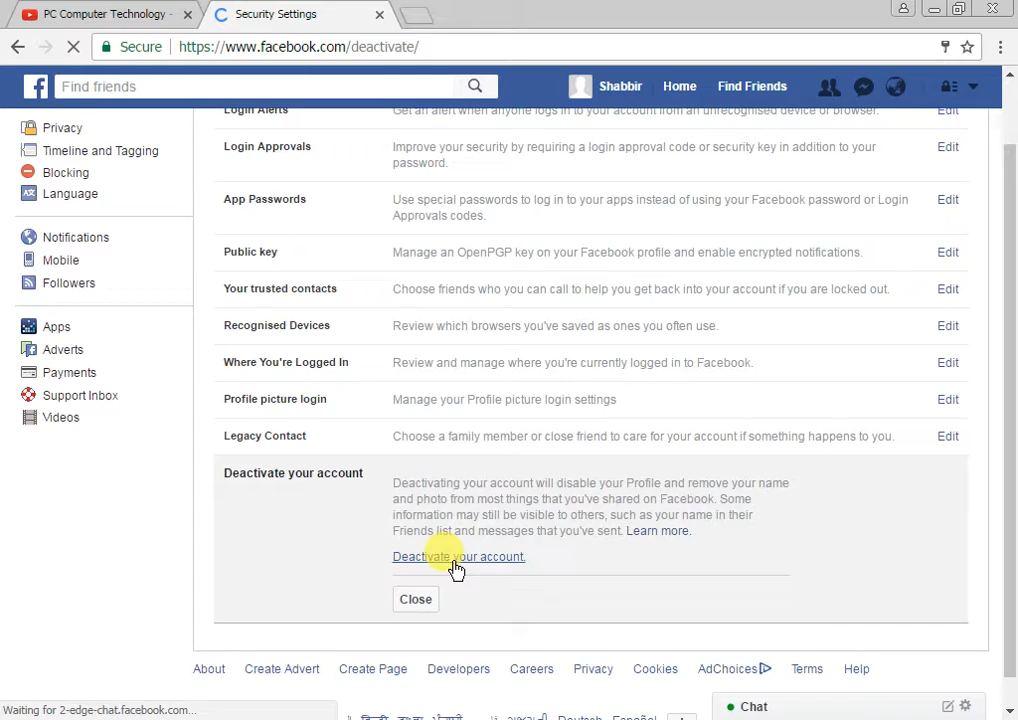 PC Computer Technology -
Security Settings
Secure
https://www.facebook.com/deactivate/
Find friends
Shabbir
Home
Find Friends
Login Alerts
Get an alert when anyone logs in to your account from an unrecognised device or browser.
Edit
Privacy
Timeline and Tagging
Blocking
Language
Notifications
Mobile
Followers
Apps
Adverts
Payments
Support Inbox
Videos
Login Approvals
Improve your security by requiring a login approval code or security key in addition to your
password.
Edit
App Passwords
Use special passwords to log in to your apps instead of using your Facebook password or Login
Approvals codes.
Edit
Public key
Manage an OpenPGP key on your Facebook profile and enable encrypted notifications.
Edit
Your trusted contacts
Choose friends who you can call to help you get back into your account if you are locked out.
Edit
Recognised Devices
Review which browsers you've saved as ones you often use.
Edit
Where You're Logged In
Review and manage where you're currently logged in to Facebook.
Edit
Profile picture login
Manage your Profile picture login settings
Edit
Legacy Contact
Choose a family member or close friend to care for your account if something happens to you.
Edit
Deactivate your account
Deactivating your account will disable your Profile and remove your name
and photo from most things that you've shared on Facebook. Some
information may still be visible to others, such as your name in their
Friends list and messages that you've sent. Learn more.
Deactivate your account.
Close
About
Create Advert
Create Page
Developers
Careers
Privacy
Cookies
AdChoices
Terms
Help
Waiting for 2-edge-chat.facebook.com...
Deutsch
Español
Chat